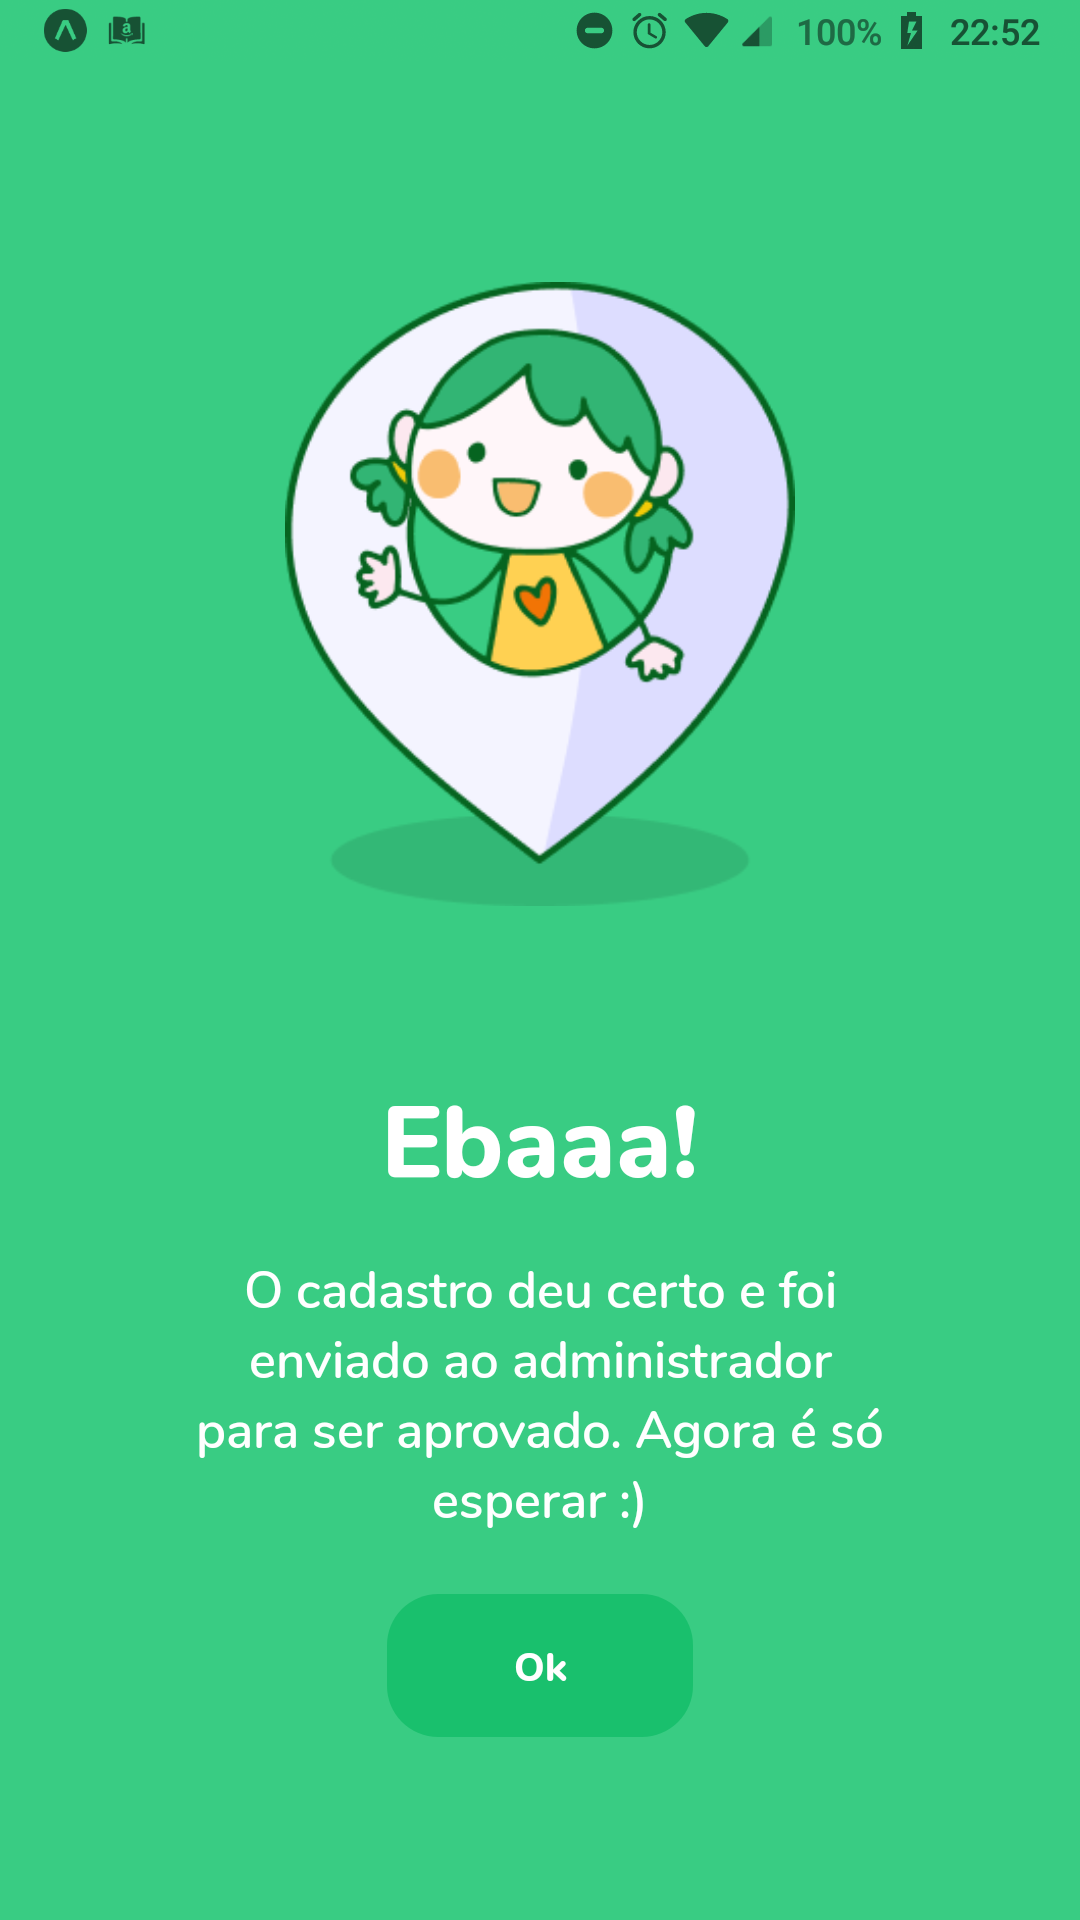 100% 22:52
Ebaaa!
O cadastro deu certo e foi
enviado ao administrador
para ser aprovado. Agora é só
esperar :)
Ok